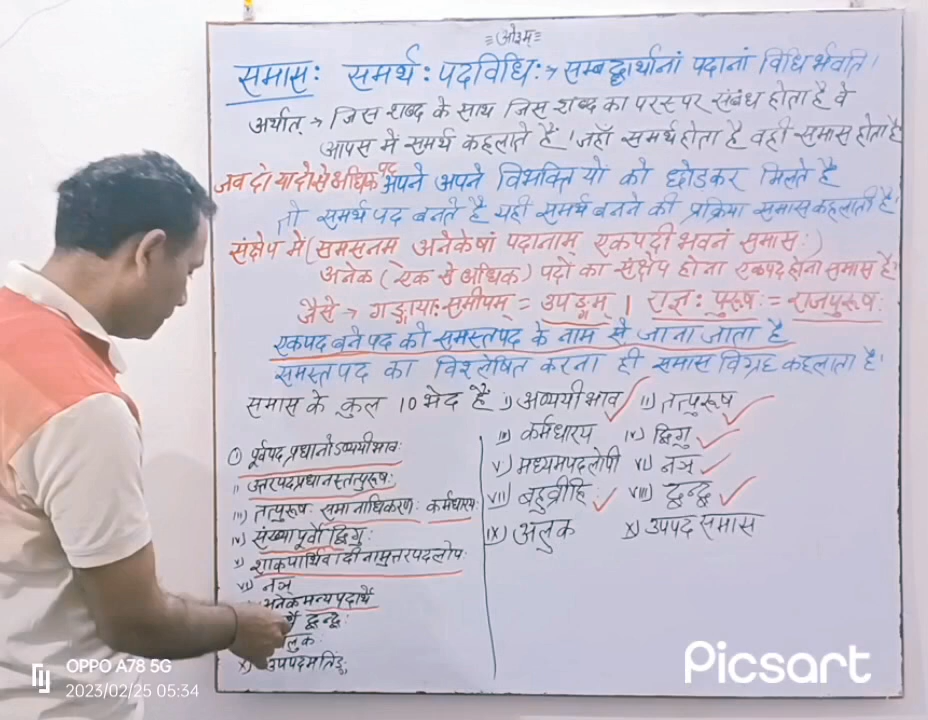 ओ३म्
समासः समर्थः पदविधिः → सम्बद्धार्थानां पदानां विधिर्भवति।
अर्थात् → जिस शब्द के साथ जिस शब्द का परस्पर संबंध होता है वे
आपस में समर्थ कहलाते हैं। जहाँ समर्थ होता है वही समास होता है
जब दो या दो से अधिक पद अपने अपने विभक्तियों को छोडकर मिलते है
तो समर्थ पद बनते है यही समर्थ बनने की प्रक्रिया समास कहलाती है।
संक्षेप में (समसनम अनेकेषां पदानाम् एकपदीभवनं समासः)
अनेक (एक से अधिक) पदों का संक्षेप होना एकपद होना समास है।
जैसे → गङ्गायाः समीपम् = उपगङ्गम् । राज्ञः पुरूषः = राजपुरूषः
एकपद बने पद को समस्तपद के नाम से जाना जाता है
समस्तपद का विश्लेषित करना ही समास विग्रह कहलाता है।
समास के कुल 10 भेद हैं i) अव्ययीभाव ii) तत्पुरूष
iii) कर्मधारय iv) द्विगु
v) मध्यमपदलोपी vi) नञ्
vii) बहुव्रीहि viii) द्वन्द्व
ix) अलुक x) उपपद समास
i) पूर्वपदप्रधानोऽव्ययीभावः
ii उत्तरपदप्रधानस्तत्पुरूषः
iii) तत्पुरूषः समानाधिकरणः कर्मधारयः
iv) संख्यापूर्वो द्विगुः
v) शाकपार्थिवादीनामुत्तरपदलोपः
vi) नञ्
अनेकमन्यपदार्थे
द्वन्द्वः
लुकः
x) उपपदमतिङ्
OPPO A78 5G
2023/02/25 05:34
Picsart